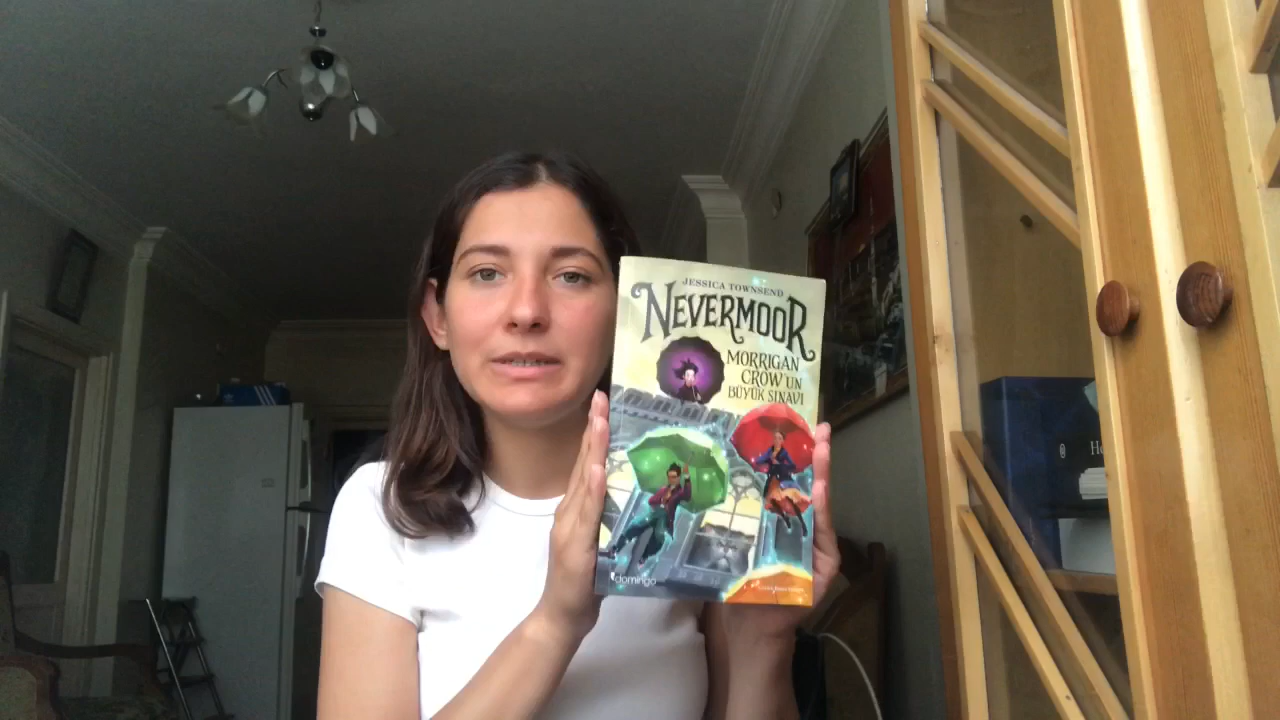 JESSICA TOWNSEND
NEVERMOOR
MORRIGAN
CROW'UN
BÜYÜK SINAVI
domingo